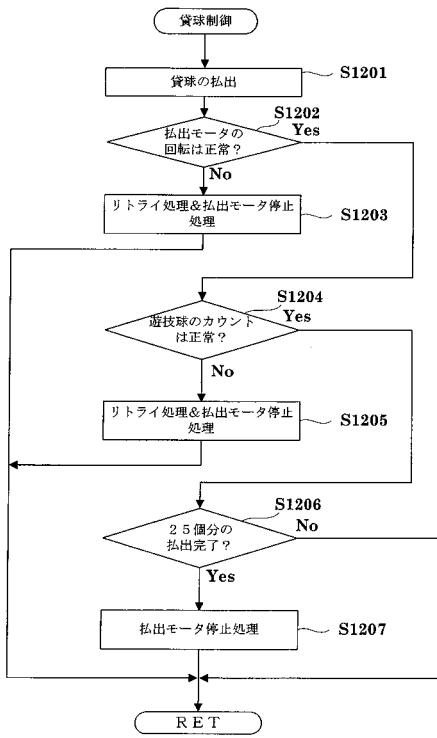 貸球制御
貸球の払出
S1201
S1202
払出モータの
回転は正常？
Yes
No
リトライ処理＆払出モータ停止
処理
S1203
S1204
遊技球のカウント
は正常？
Yes
No
リトライ処理＆払出モータ停止
処理
S1205
S1206
２５個分の
払出完了？
No
Yes
払出モータ停止処理
S1207
ＲＥＴ